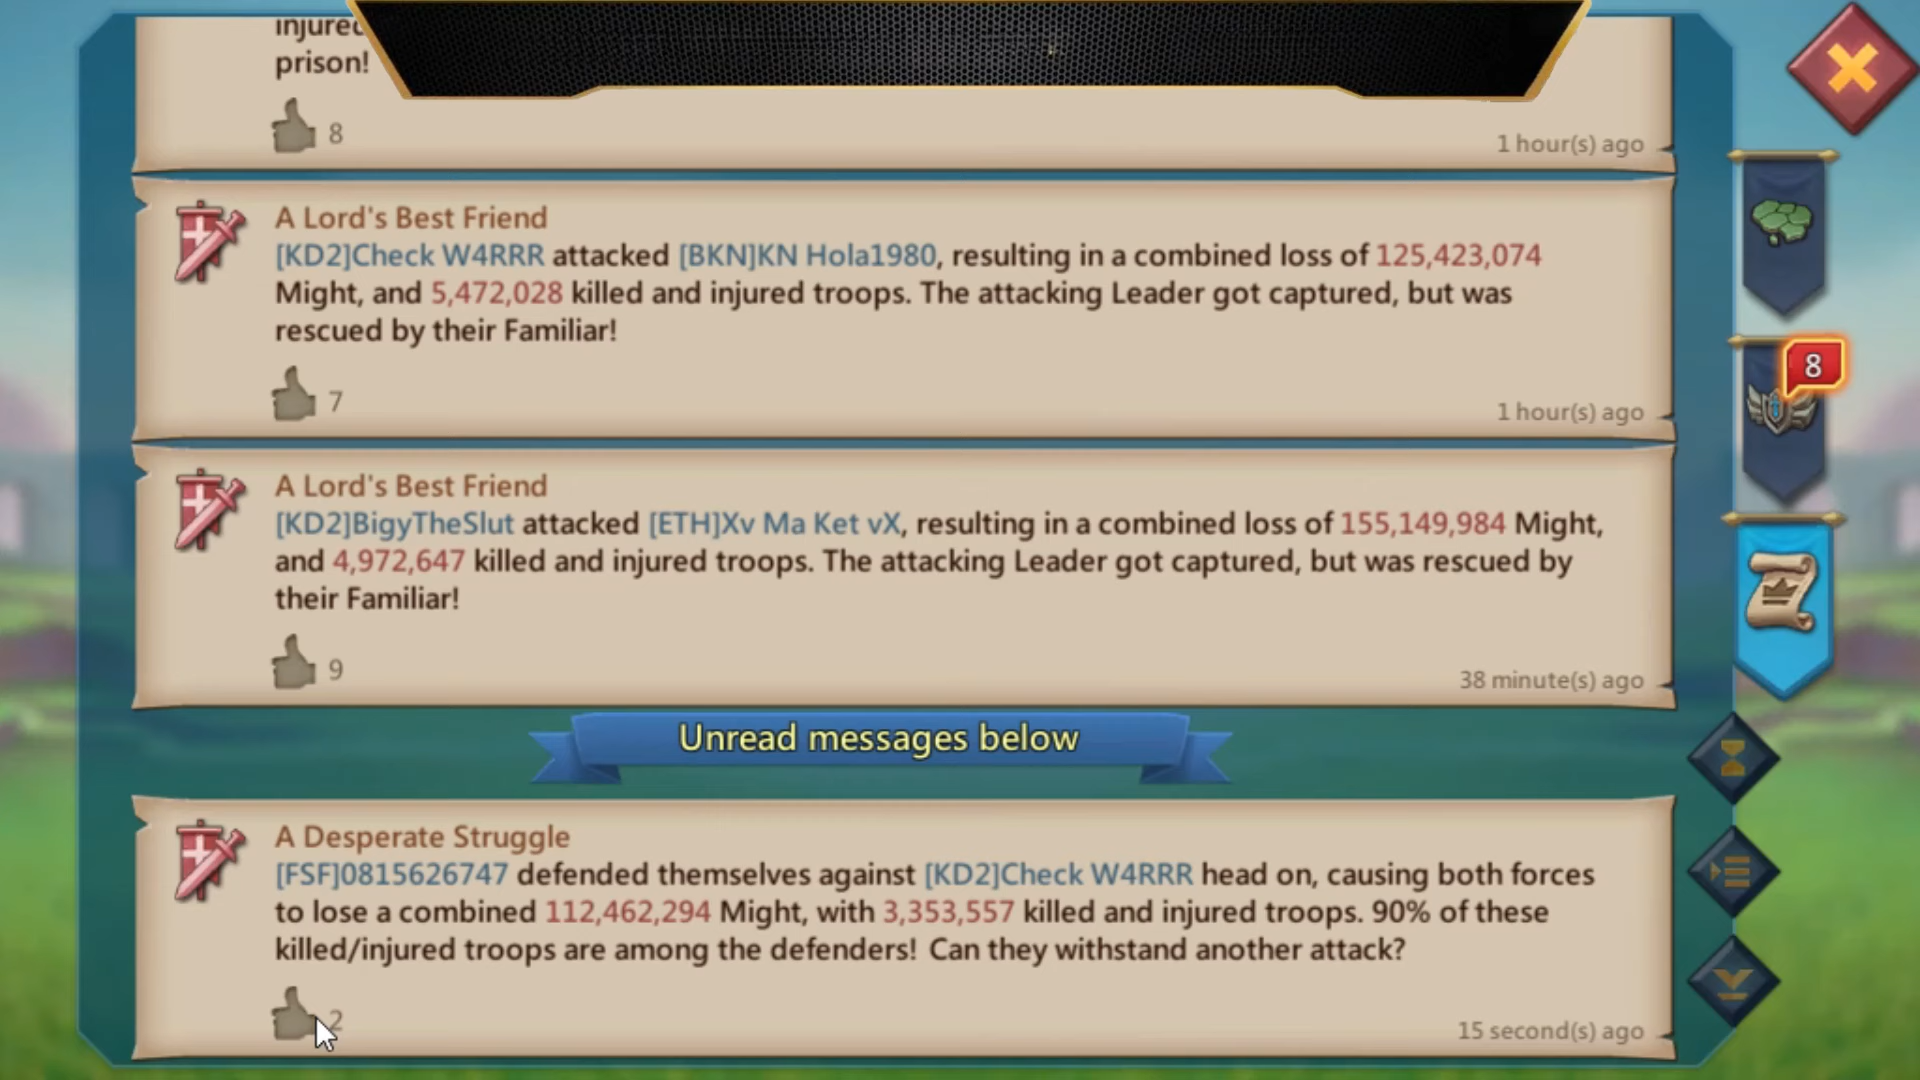 injured
prison!
8
1 hour(s) ago
A Lord's Best Friend
[KD2]Check W4RRR attacked [BKN]KN Hola1980, resulting in a combined loss of 125,423,074
Might, and 5,472,028 killed and injured troops. The attacking Leader got captured, but was
rescued by their Familiar!
7
1 hour(s) ago
8
A Lord's Best Friend
[KD2]BigyTheSlut attacked [ETH]Xv Ma Ket vX, resulting in a combined loss of 155,149,984 Might,
and 4,972,647 killed and injured troops. The attacking Leader got captured, but was rescued by
their Familiar!
9
38 minute(s) ago
Unread messages below
A Desperate Struggle
[FSF]0815626747 defended themselves against [KD2]Check W4RRR head on, causing both forces
to lose a combined 112,462,294 Might, with 3,353,557 killed and injured troops. 90% of these
killed/injured troops are among the defenders! Can they withstand another attack?
2
15 second(s) ago